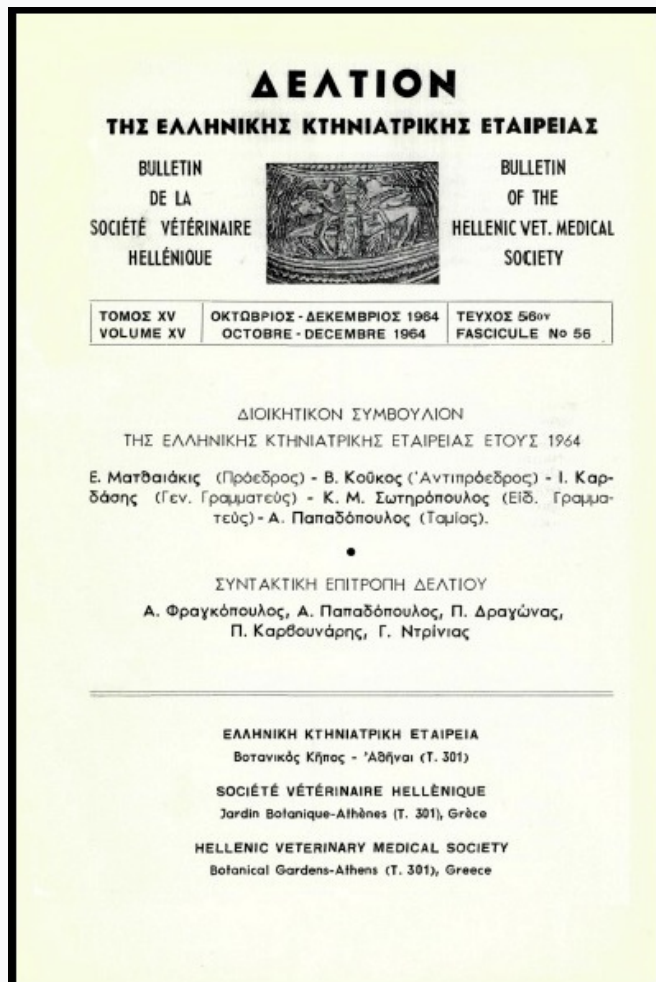 ΔΕΛΤΙΟΝ
ΤΗΣ ΕΛΛΗΝΙΚΗΣ ΚΤΗΝΙΑΤΡΙΚΗΣ ΕΤΑΙΡΕΙΑΣ
BULLETIN
DE LA
SOCIÉTÉ VÉTÉRINAIRE
HELLÉNIQUE
BULLETIN
OF THE
HELLENIC VET. MEDICAL
SOCIETY
ΤΟΜΟΣ XV
VOLUME XV
ΟΚΤΩΒΡΙΟΣ - ΔΕΚΕΜΒΡΙΟΣ 1964
OCTOBRE - DECEMBRE 1964
ΤΕΥΧΟΣ 56ον
FASCICULE No 56
ΔΙΟΙΚΗΤΙΚΟΝ ΣΥΜΒΟΥΛΙΟΝ
ΤΗΣ ΕΛΛΗΝΙΚΗΣ ΚΤΗΝΙΑΤΡΙΚΗΣ ΕΤΑΙΡΕΙΑΣ ΕΤΟΥΣ 1964
Ε. Ματθαιάκις (Πρόεδρος) - Β. Κοῦκος (Ἀντιπρόεδρος) - Ι. Καρ-
δάσης (Γεν. Γραμματεὺς) - Κ. Μ. Σωτηρόπουλος (Εἰδ. Γραμμα-
τεὺς) - Α. Παπαδόπουλος (Ταμίας).
•
ΣΥΝΤΑΚΤΙΚΗ ΕΠΙΤΡΟΠΗ ΔΕΛΤΙΟΥ
Α. Φραγκόπουλος, Α. Παπαδόπουλος, Π. Δραγώνας,
Π. Καρβουνάρης, Γ. Ντρίνιας
ΕΛΛΗΝΙΚΗ ΚΤΗΝΙΑΤΡΙΚΗ ΕΤΑΙΡΕΙΑ
Βοτανικός Κῆπος - Ἀθῆναι (Τ. 301)
SOCIÉTÉ VÉTÉRINAIRE HELLÈNIQUE
Jardin Botanique-Athènes (T. 301), Grèce
HELLENIC VETERINARY MEDICAL SOCIETY
Botanical Gardens-Athens (T. 301), Greece